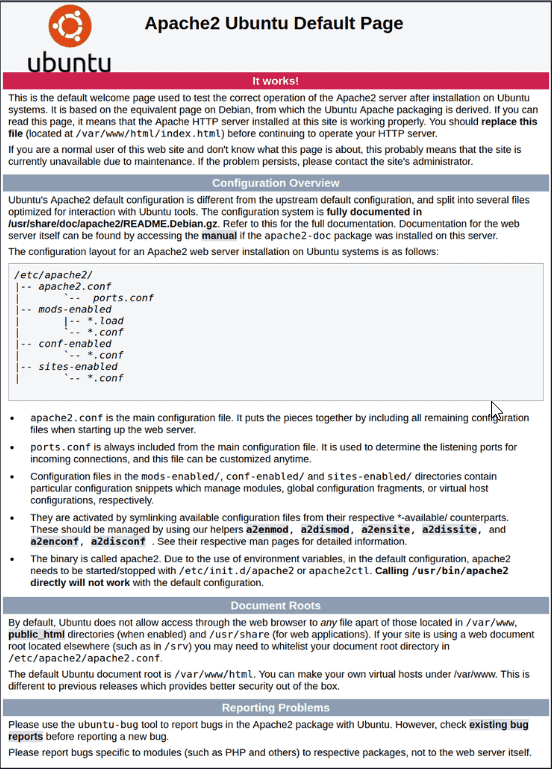 Apache2 Ubuntu Default Page
ubuntu
It works!
This is the default welcome page used to test the correct operation of the Apache2 server after installation on Ubuntu
systems. It is based on the equivalent page on Debian, from which the Ubuntu Apache packaging is derived. If you can
read this page, it means that the Apache HTTP server installed at this site is working properly. You should replace this
file (located at /var/www/html/index.html) before continuing to operate your HTTP server.
If you are a normal user of this web site and don't know what this page is about, this probably means that the site is
currently unavailable due to maintenance. If the problem persists, please contact the site's administrator.
Configuration Overview
Ubuntu's Apache2 default configuration is different from the upstream default configuration, and split into several files
optimized for interaction with Ubuntu tools. The configuration system is fully documented in
/usr/share/doc/apache2/README.Debian.gz. Refer to this for the full documentation. Documentation for the web
server itself can be found by accessing the manual if the apache2-doc package was installed on this server.
The configuration layout for an Apache2 web server installation on Ubuntu systems is as follows:
/etc/apache2/
|-- apache2.conf
|       `--  ports.conf
|-- mods-enabled
|       |-- *.load
|       `-- *.conf
|-- conf-enabled
|       `-- *.conf
|-- sites-enabled
|       `-- *.conf
• apache2.conf is the main configuration file. It puts the pieces together by including all remaining configuration
files when starting up the web server.
• ports.conf is always included from the main configuration file. It is used to determine the listening ports for
incoming connections, and this file can be customized anytime.
• Configuration files in the mods-enabled/, conf-enabled/ and sites-enabled/ directories contain
particular configuration snippets which manage modules, global configuration fragments, or virtual host
configurations, respectively.
• They are activated by symlinking available configuration files from their respective *-available/ counterparts.
These should be managed by using our helpers a2enmod, a2dismod, a2ensite, a2dissite, and
a2enconf, a2disconf . See their respective man pages for detailed information.
• The binary is called apache2. Due to the use of environment variables, in the default configuration, apache2
needs to be started/stopped with /etc/init.d/apache2 or apache2ctl. Calling /usr/bin/apache2
directly will not work with the default configuration.
Document Roots
By default, Ubuntu does not allow access through the web browser to any file apart of those located in /var/www,
public_html directories (when enabled) and /usr/share (for web applications). If your site is using a web document
root located elsewhere (such as in /srv) you may need to whitelist your document root directory in
/etc/apache2/apache2.conf.
The default Ubuntu document root is /var/www/html. You can make your own virtual hosts under /var/www. This is
different to previous releases which provides better security out of the box.
Reporting Problems
Please use the ubuntu-bug tool to report bugs in the Apache2 package with Ubuntu. However, check existing bug
reports before reporting a new bug.
Please report bugs specific to modules (such as PHP and others) to respective packages, not to the web server itself.